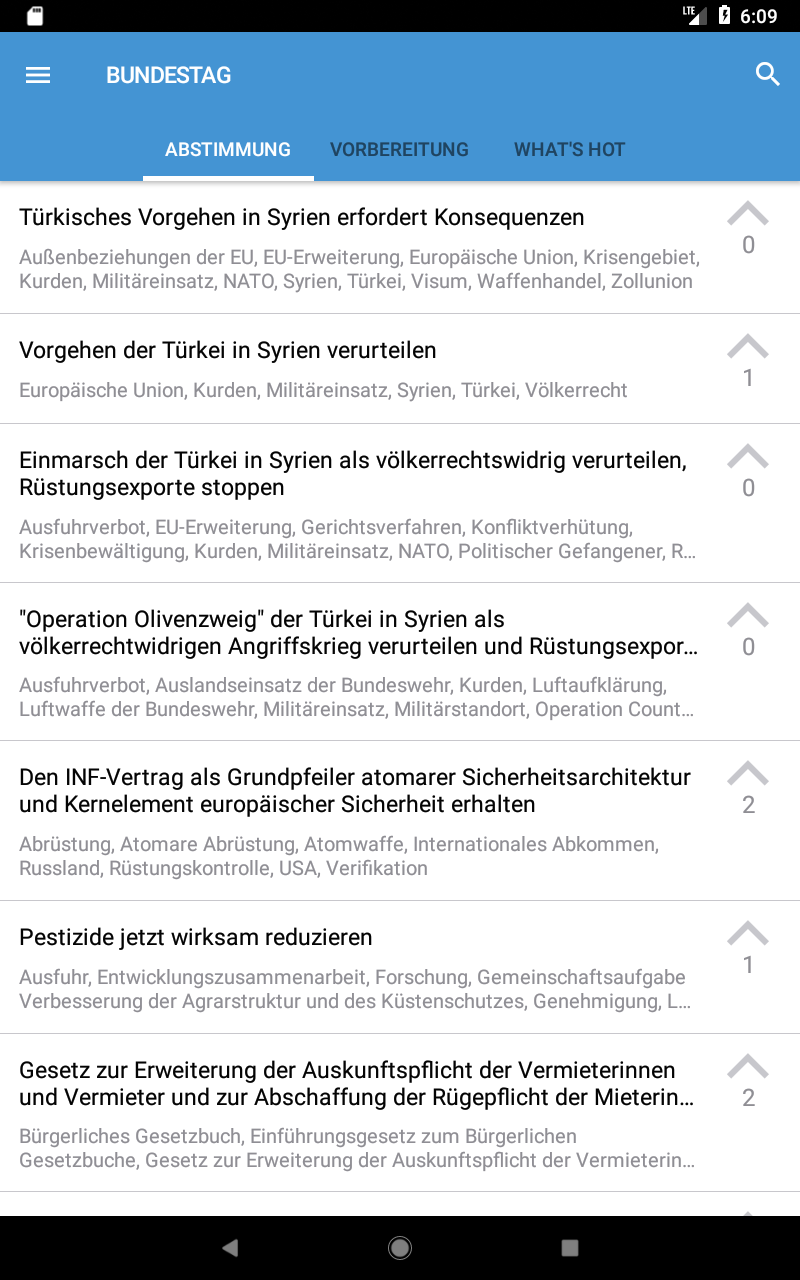 LTE 6:09
BUNDESTAG
ABSTIMMUNG VORBEREITUNG WHAT'S HOT
Türkisches Vorgehen in Syrien erfordert Konsequenzen
0
Außenbeziehungen der EU, EU-Erweiterung, Europäische Union, Krisengebiet,
Kurden, Militäreinsatz, NATO, Syrien, Türkei, Visum, Waffenhandel, Zollunion
Vorgehen der Türkei in Syrien verurteilen
1
Europäische Union, Kurden, Militäreinsatz, Syrien, Türkei, Völkerrecht
Einmarsch der Türkei in Syrien als völkerrechtswidrig verurteilen,
Rüstungsexporte stoppen
0
Ausfuhrverbot, EU-Erweiterung, Gerichtsverfahren, Konfliktverhütung,
Krisenbewältigung, Kurden, Militäreinsatz, NATO, Politischer Gefangener, R…
"Operation Olivenzweig" der Türkei in Syrien als
völkerrechtwidrigen Angriffskrieg verurteilen und Rüstungsexpor…
0
Ausfuhrverbot, Auslandseinsatz der Bundeswehr, Kurden, Luftaufklärung,
Luftwaffe der Bundeswehr, Militäreinsatz, Militärstandort, Operation Count…
Den INF-Vertrag als Grundpfeiler atomarer Sicherheitsarchitektur
und Kernelement europäischer Sicherheit erhalten
2
Abrüstung, Atomare Abrüstung, Atomwaffe, Internationales Abkommen,
Russland, Rüstungskontrolle, USA, Verifikation
Pestizide jetzt wirksam reduzieren
1
Ausfuhr, Entwicklungszusammenarbeit, Forschung, Gemeinschaftsaufgabe
Verbesserung der Agrarstruktur und des Küstenschutzes, Genehmigung, L…
Gesetz zur Erweiterung der Auskunftspflicht der Vermieterinnen
und Vermieter und zur Abschaffung der Rügepflicht der Mieterin…
2
Bürgerliches Gesetzbuch, Einführungsgesetz zum Bürgerlichen
Gesetzbuche, Gesetz zur Erweiterung der Auskunftspflicht der Vermieterin…